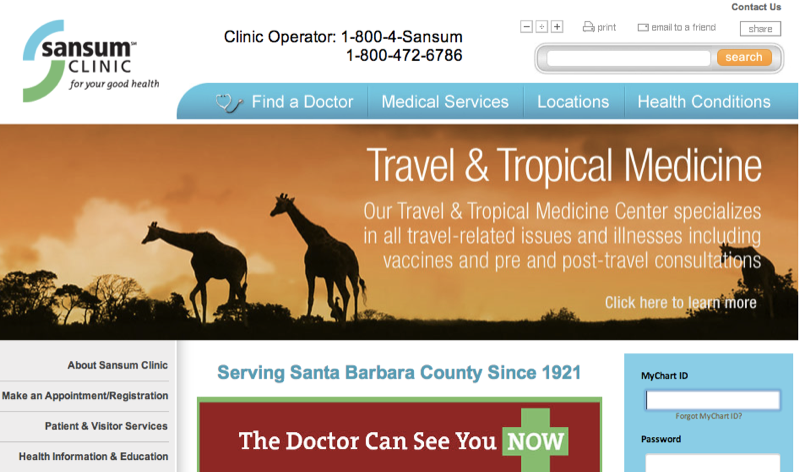 Contact Us
print
email to a friend
share
sansum℠
CLINIC
for your good health
Clinic Operator: 1-800-4-Sansum
1-800-472-6786
search
Find a Doctor
Medical Services
Locations
Health Conditions
Travel & Tropical Medicine
Our Travel & Tropical Medicine Center specializes
in all travel-related issues and illnesses including
vaccines and pre and post-travel consultations
Click here to learn more
About Sansum Clinic
Make an Appointment/Registration
Patient & Visitor Services
Health Information & Education
Serving Santa Barbara County Since 1921
The Doctor Can See You NOW
MyChart ID
Forgot MyChart ID?
Password